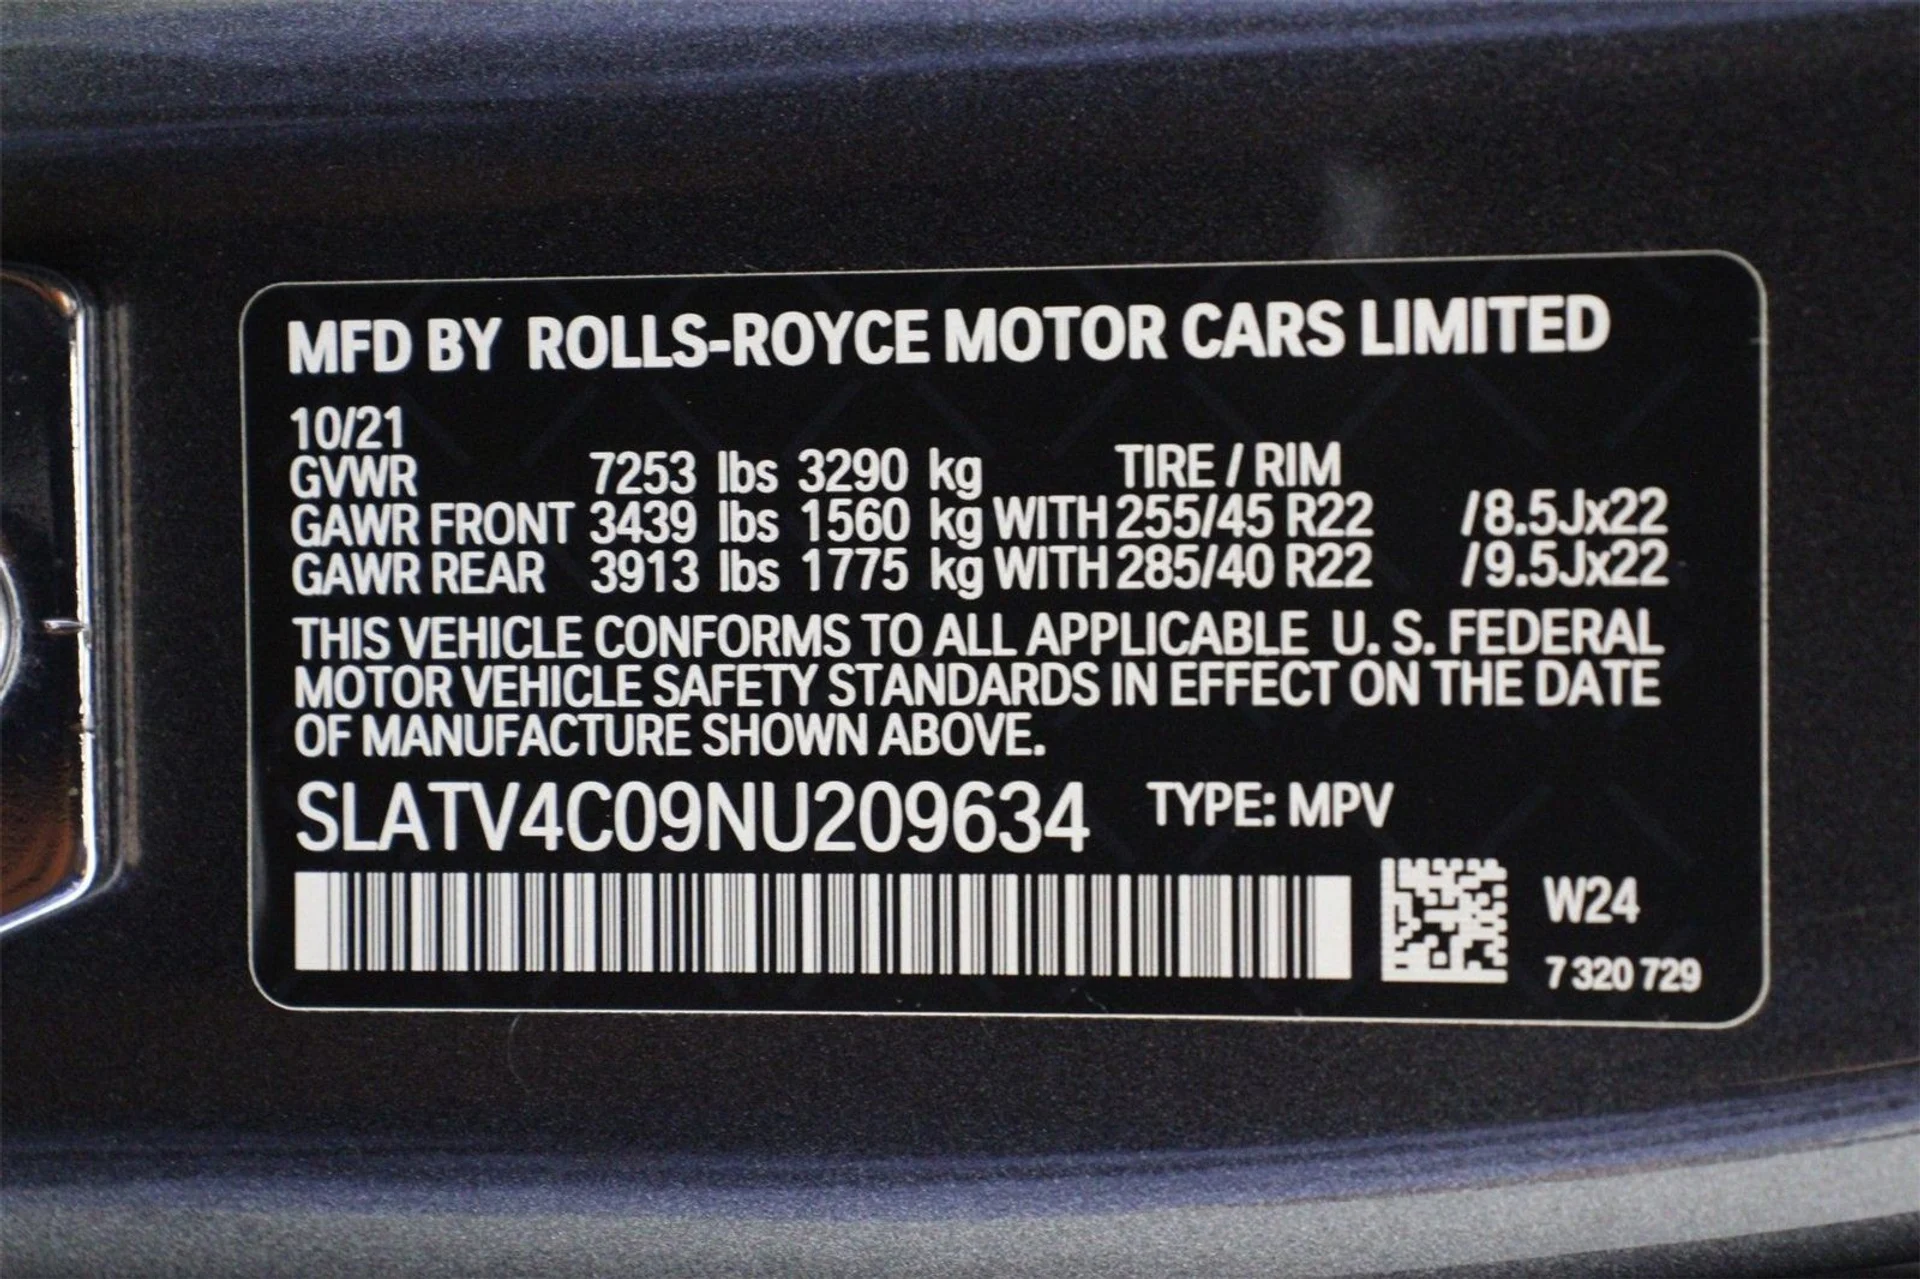 MFD BY ROLLS-ROYCE MOTOR CARS LIMITED
10/21
GVWR 7253 lbs 3290 kg TIRE / RIM
GAWR FRONT 3439 lbs 1560 kg WITH 255/45 R22 /8.5Jx22
GAWR REAR 3913 lbs 1775 kg WITH 285/40 R22 /9.5Jx22
THIS VEHICLE CONFORMS TO ALL APPLICABLE U. S. FEDERAL
MOTOR VEHICLE SAFETY STANDARDS IN EFFECT ON THE DATE
OF MANUFACTURE SHOWN ABOVE.
SLATV4C09NU209634 TYPE: MPV
W24
7 320 729